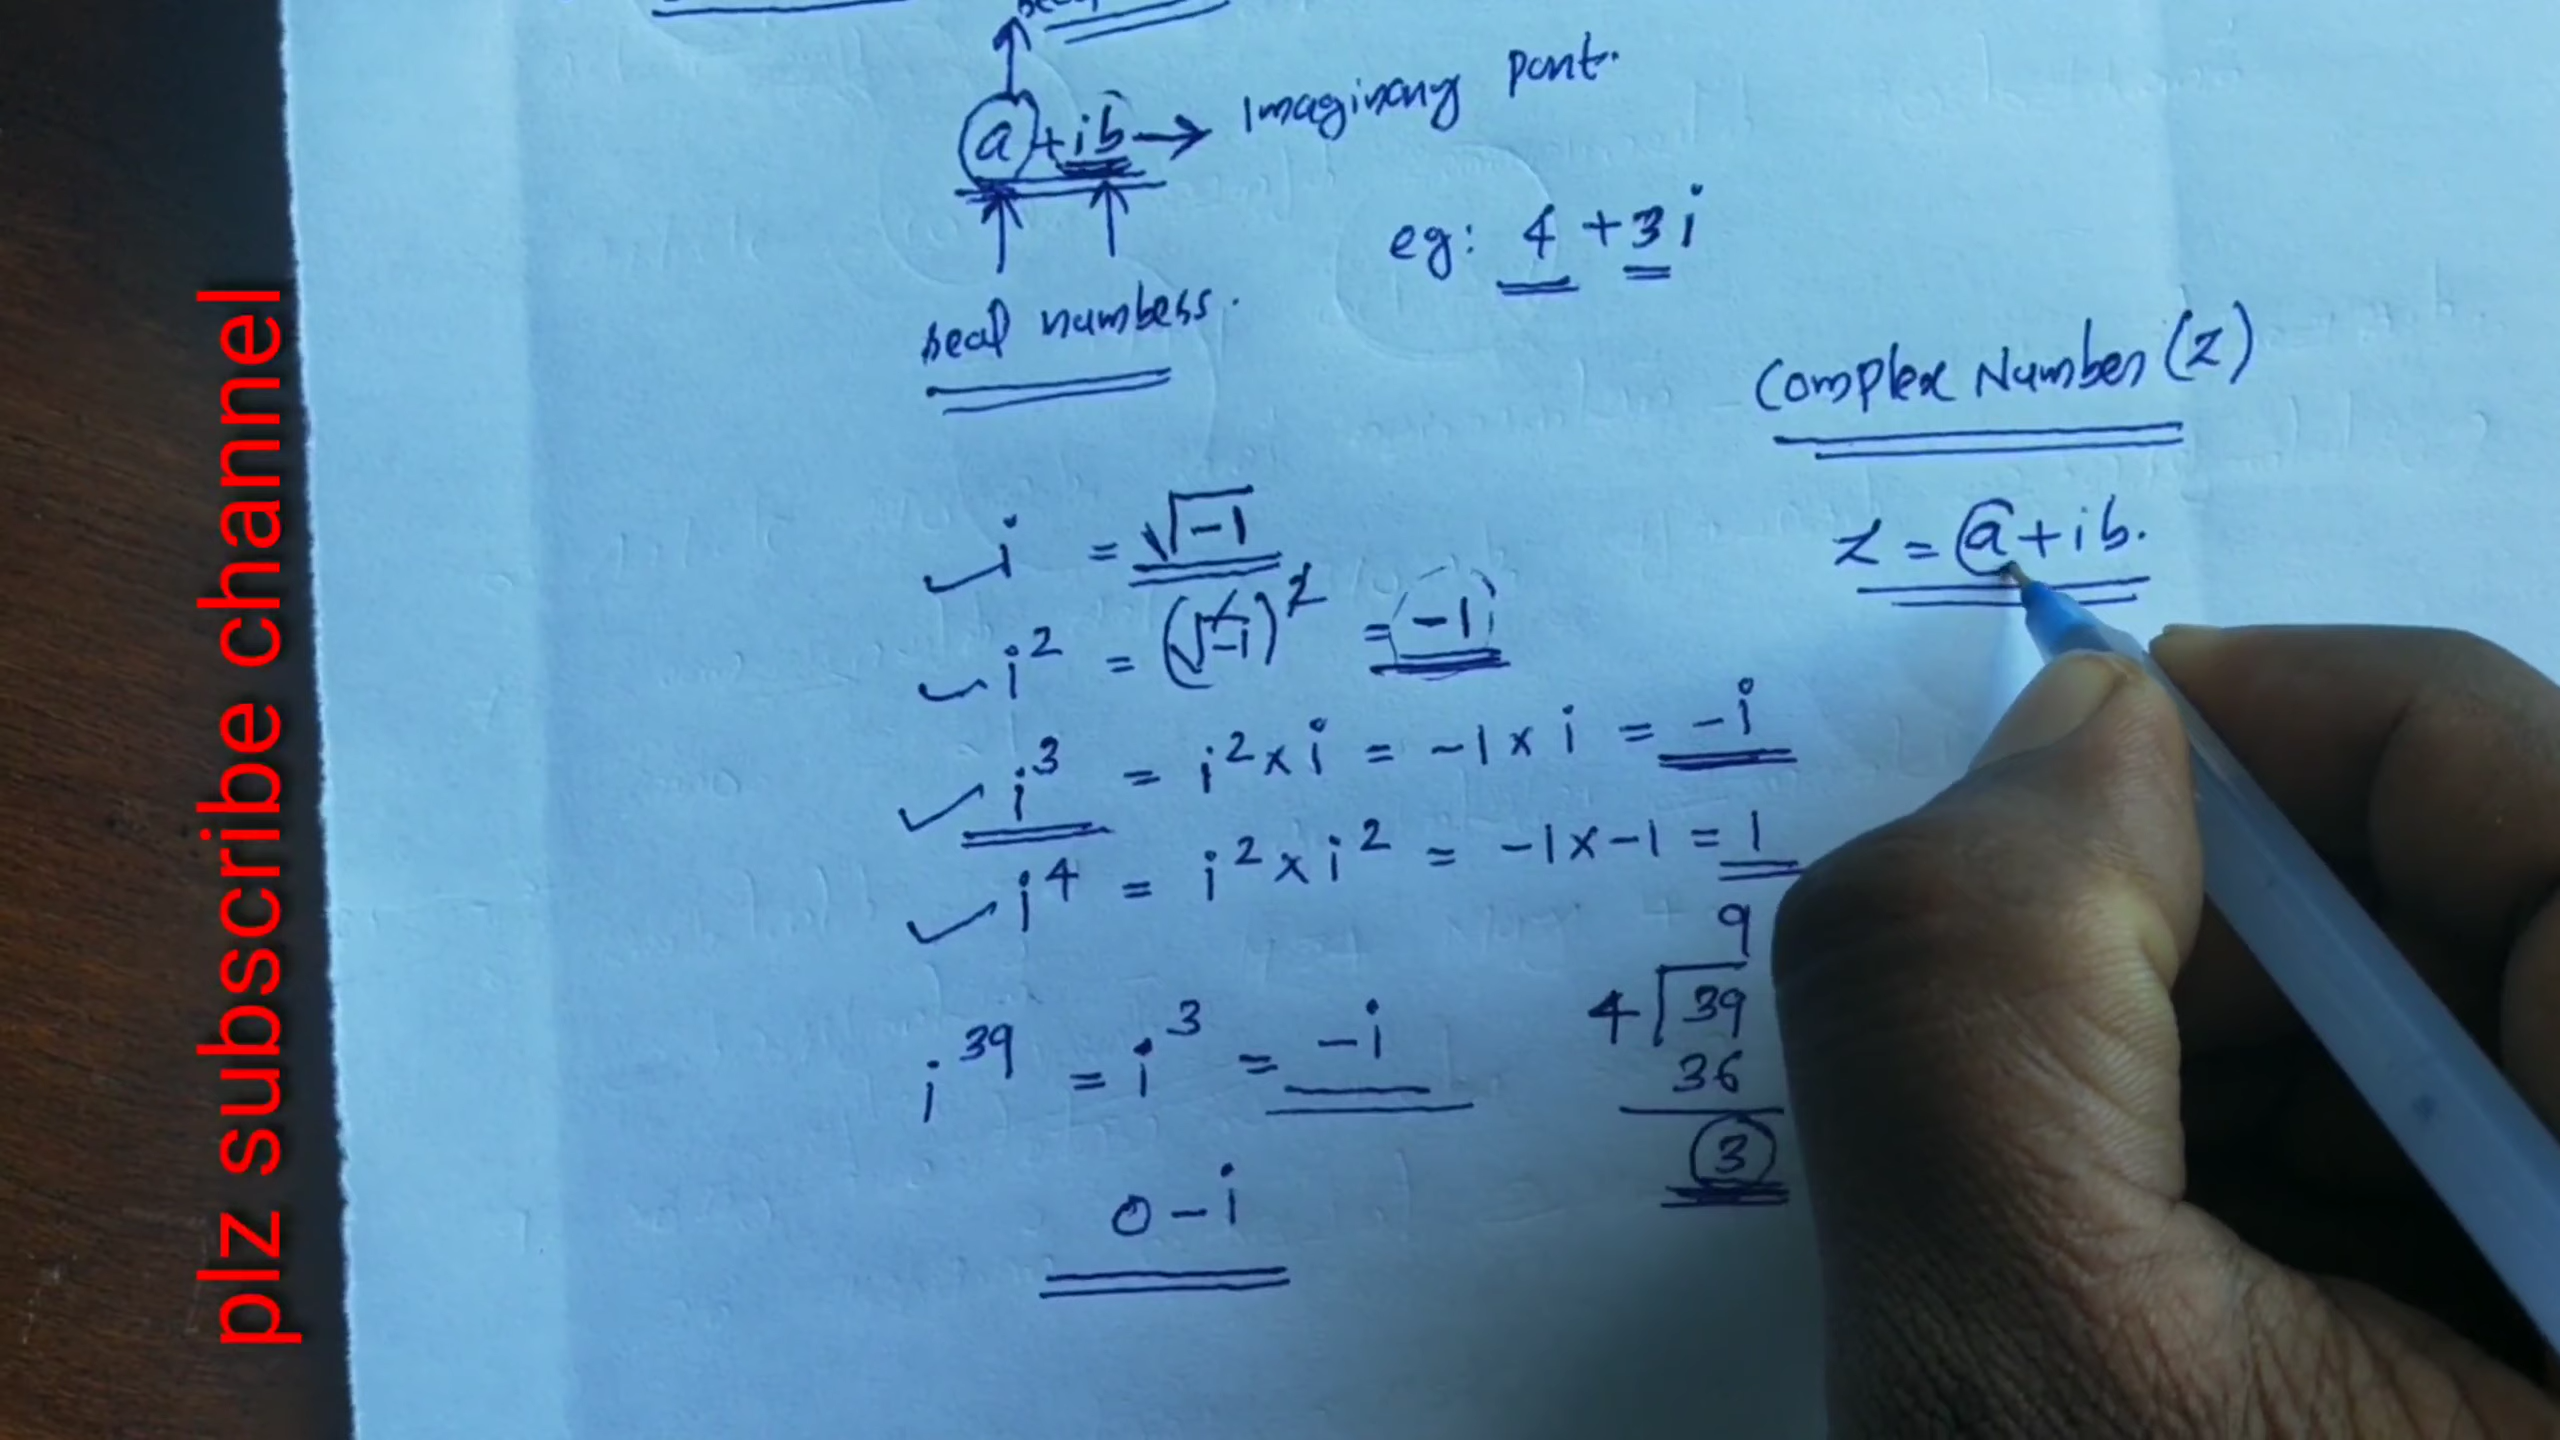 a + ib → Imaginary part.
real numbers.
eg: 4 + 3i
Complex Number (Z)
Z = a + ib.
i = √-1
i² = (√-1)² = -1
i³ = i² × i = -1 × i = -i
i⁴ = i² × i² = -1 × -1 = 1
i³⁹ = i³ = -i
0 - i
9
4 39
36
3
plz subscribe channel